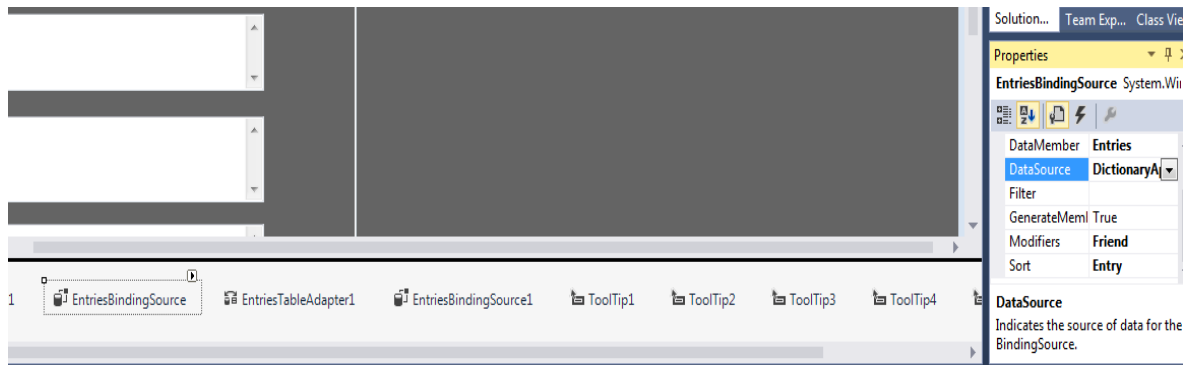 Solution... Team Exp... Class Vie
Properties
EntriesBindingSource System.Wi
DataMember Entries
DataSource DictionaryA
Filter
GenerateMeml True
Modifiers Friend
Sort Entry
1 EntriesBindingSource EntriesTableAdapter1 EntriesBindingSource1 ToolTip1 ToolTip2 ToolTip3 ToolTip4
DataSource
Indicates the source of data for the
BindingSource.